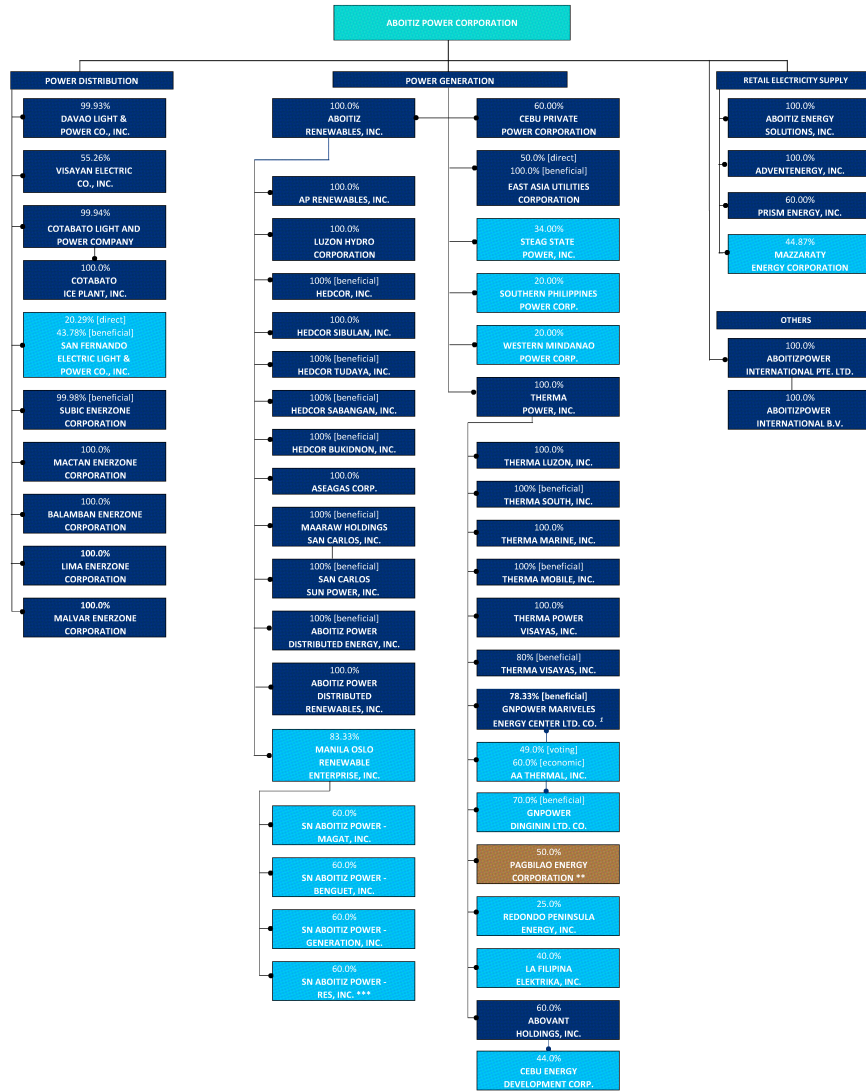 ABOITIZ POWER CORPORATION
POWER DISTRIBUTION
99.93%
DAVAO LIGHT &
POWER CO., INC.
55.26%
VISAYAN ELECTRIC
CO., INC.
99.94%
COTABATO LIGHT AND
POWER COMPANY
100.0%
COTABATO
ICE PLANT, INC.
20.29% [direct]
43.78% [beneficial]
SAN FERNANDO
ELECTRIC LIGHT &
POWER CO., INC.
99.98% [beneficial]
SUBIC ENERZONE
CORPORATION
100.0%
MACTAN ENERZONE
CORPORATION
100.0%
BALAMBAN ENERZONE
CORPORATION
100.0%
LIMA ENERZONE
CORPORATION
100.0%
MALVAR ENERZONE
CORPORATION
POWER GENERATION
100.0%
ABOITIZ
RENEWABLES, INC.
100.0%
AP RENEWABLES, INC.
100.0%
LUZON HYDRO
CORPORATION
100% [beneficial]
HEDCOR, INC.
100.0%
HEDCOR SIBULAN, INC.
100% [beneficial]
HEDCOR TUDAYA, INC.
100% [beneficial]
HEDCOR SABANGAN, INC.
100% [beneficial]
HEDCOR BUKIDNON, INC.
100.0%
ASEAGAS CORP.
100% [beneficial]
MAARAW HOLDINGS
SAN CARLOS, INC.
100% [beneficial]
SAN CARLOS
SUN POWER, INC.
100% [beneficial]
ABOITIZ POWER
DISTRIBUTED ENERGY, INC.
100.0%
ABOITIZ POWER
DISTRIBUTED
RENEWABLES, INC.
83.33%
MANILA OSLO
RENEWABLE
ENTERPRISE, INC.
60.0%
SN ABOITIZ POWER -
MAGAT, INC.
60.0%
SN ABOITIZ POWER -
BENGUET, INC.
60.0%
SN ABOITIZ POWER -
GENERATION, INC.
60.0%
SN ABOITIZ POWER -
RES, INC. ***
60.00%
CEBU PRIVATE
POWER CORPORATION
50.0% [direct]
100.0% [beneficial]
EAST ASIA UTILITIES
CORPORATION
34.00%
STEAG STATE
POWER, INC.
20.00%
SOUTHERN PHILIPPINES
POWER CORP.
20.00%
WESTERN MINDANAO
POWER CORP.
100.0%
THERMA
POWER, INC.
100.0%
THERMA LUZON, INC.
100% [beneficial]
THERMA SOUTH, INC.
100.0%
THERMA MARINE, INC.
100% [beneficial]
THERMA MOBILE, INC.
100.0%
THERMA POWER
VISAYAS, INC.
80% [beneficial]
THERMA VISAYAS, INC.
78.33% [beneficial]
GNPOWER MARIVELES
ENERGY CENTER LTD. CO. 1
49.0% [voting]
60.0% [economic]
AA THERMAL, INC.
70.0% [beneficial]
GNPOWER
DINGININ LTD. CO.
50.0%
PAGBILAO ENERGY
CORPORATION **
25.0%
REDONDO PENINSULA
ENERGY, INC.
40.0%
LA FILIPINA
ELEKTRIKA, INC.
60.0%
ABOVANT
HOLDINGS, INC.
44.0%
CEBU ENERGY
DEVELOPMENT CORP.
RETAIL ELECTRICITY SUPPLY
100.0%
ABOITIZ ENERGY
SOLUTIONS, INC.
100.0%
ADVENTENERGY, INC.
60.00%
PRISM ENERGY, INC.
44.87%
MAZZARATY
ENERGY CORPORATION
OTHERS
100.0%
ABOITIZPOWER
INTERNATIONAL PTE. LTD.
100.0%
ABOITIZPOWER
INTERNATIONAL B.V.